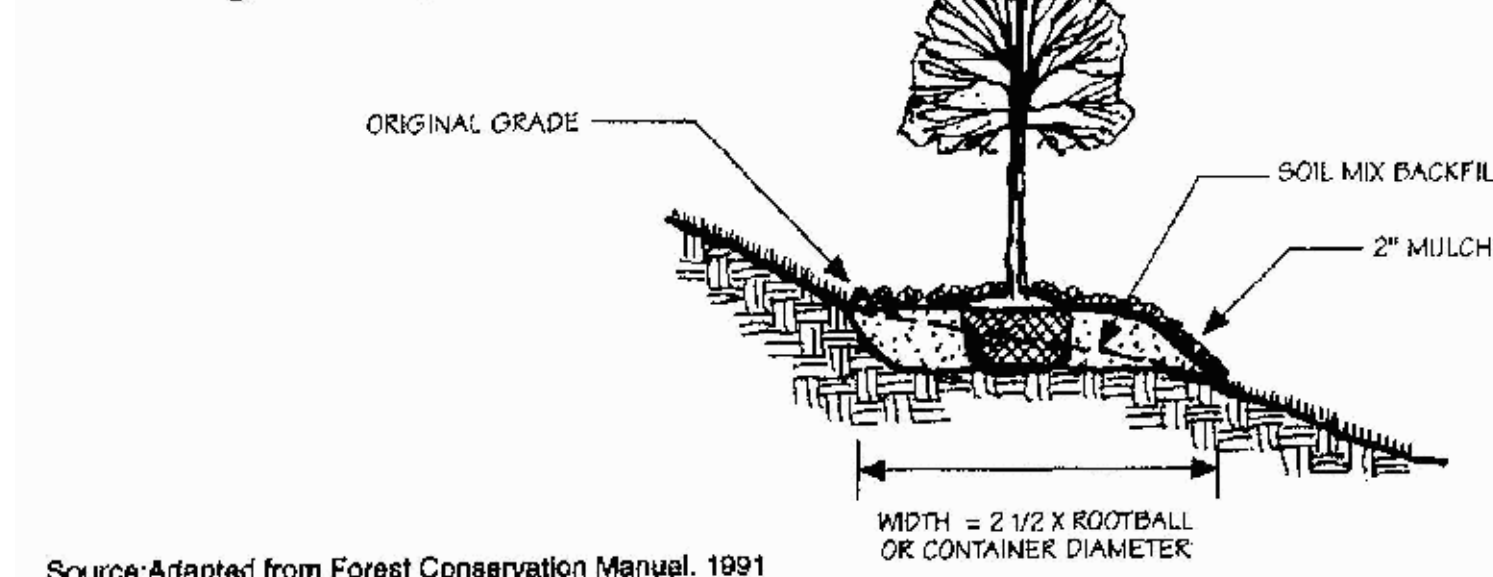 ORIGINAL GRADE
SOIL MIX BACKFIL
2" MULCH
WIDTH = 2 1/2 X ROOTBALL
OR CONTAINER DIAMETER
Source:Adapted from Forest Conservation Manual. 1991